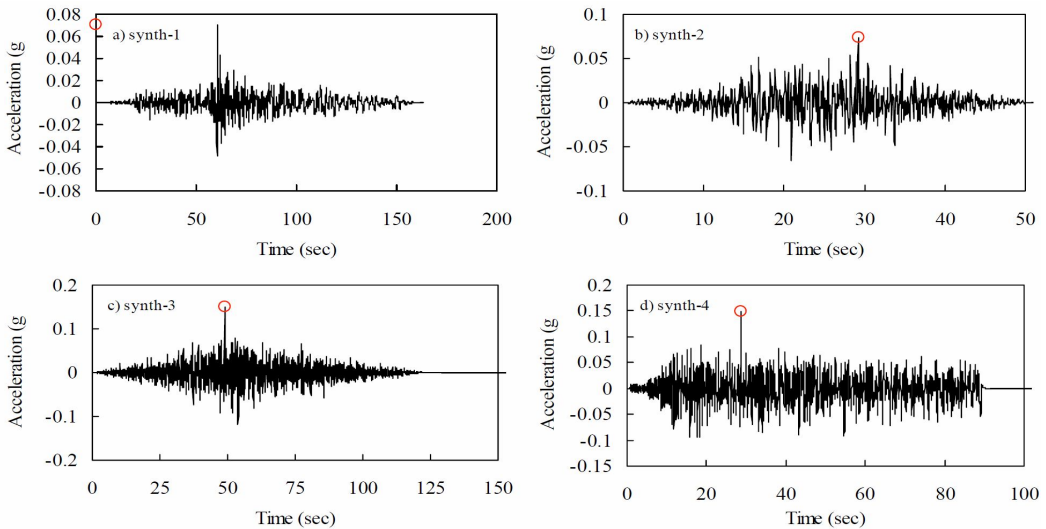 0.08
0.06
0.04
0.02
0
-0.02
-0.04
-0.06
-0.08
Acceleration (g
a) synth-1
0 50 100 150 200
Time (sec)
0.1
0.05
0
-0.05
-0.1
Acceleration (g
b) synth-2
0 10 20 30 40 50
Time (sec)
0.2
0.1
0
-0.1
-0.2
Acceleration (g
c) synth-3
0 25 50 75 100 125 150
Time (sec)
0.2
0.15
0.1
0.05
0
-0.05
-0.1
-0.15
Acceleration (g
d) synth-4
0 20 40 60 80 100
Time (sec)